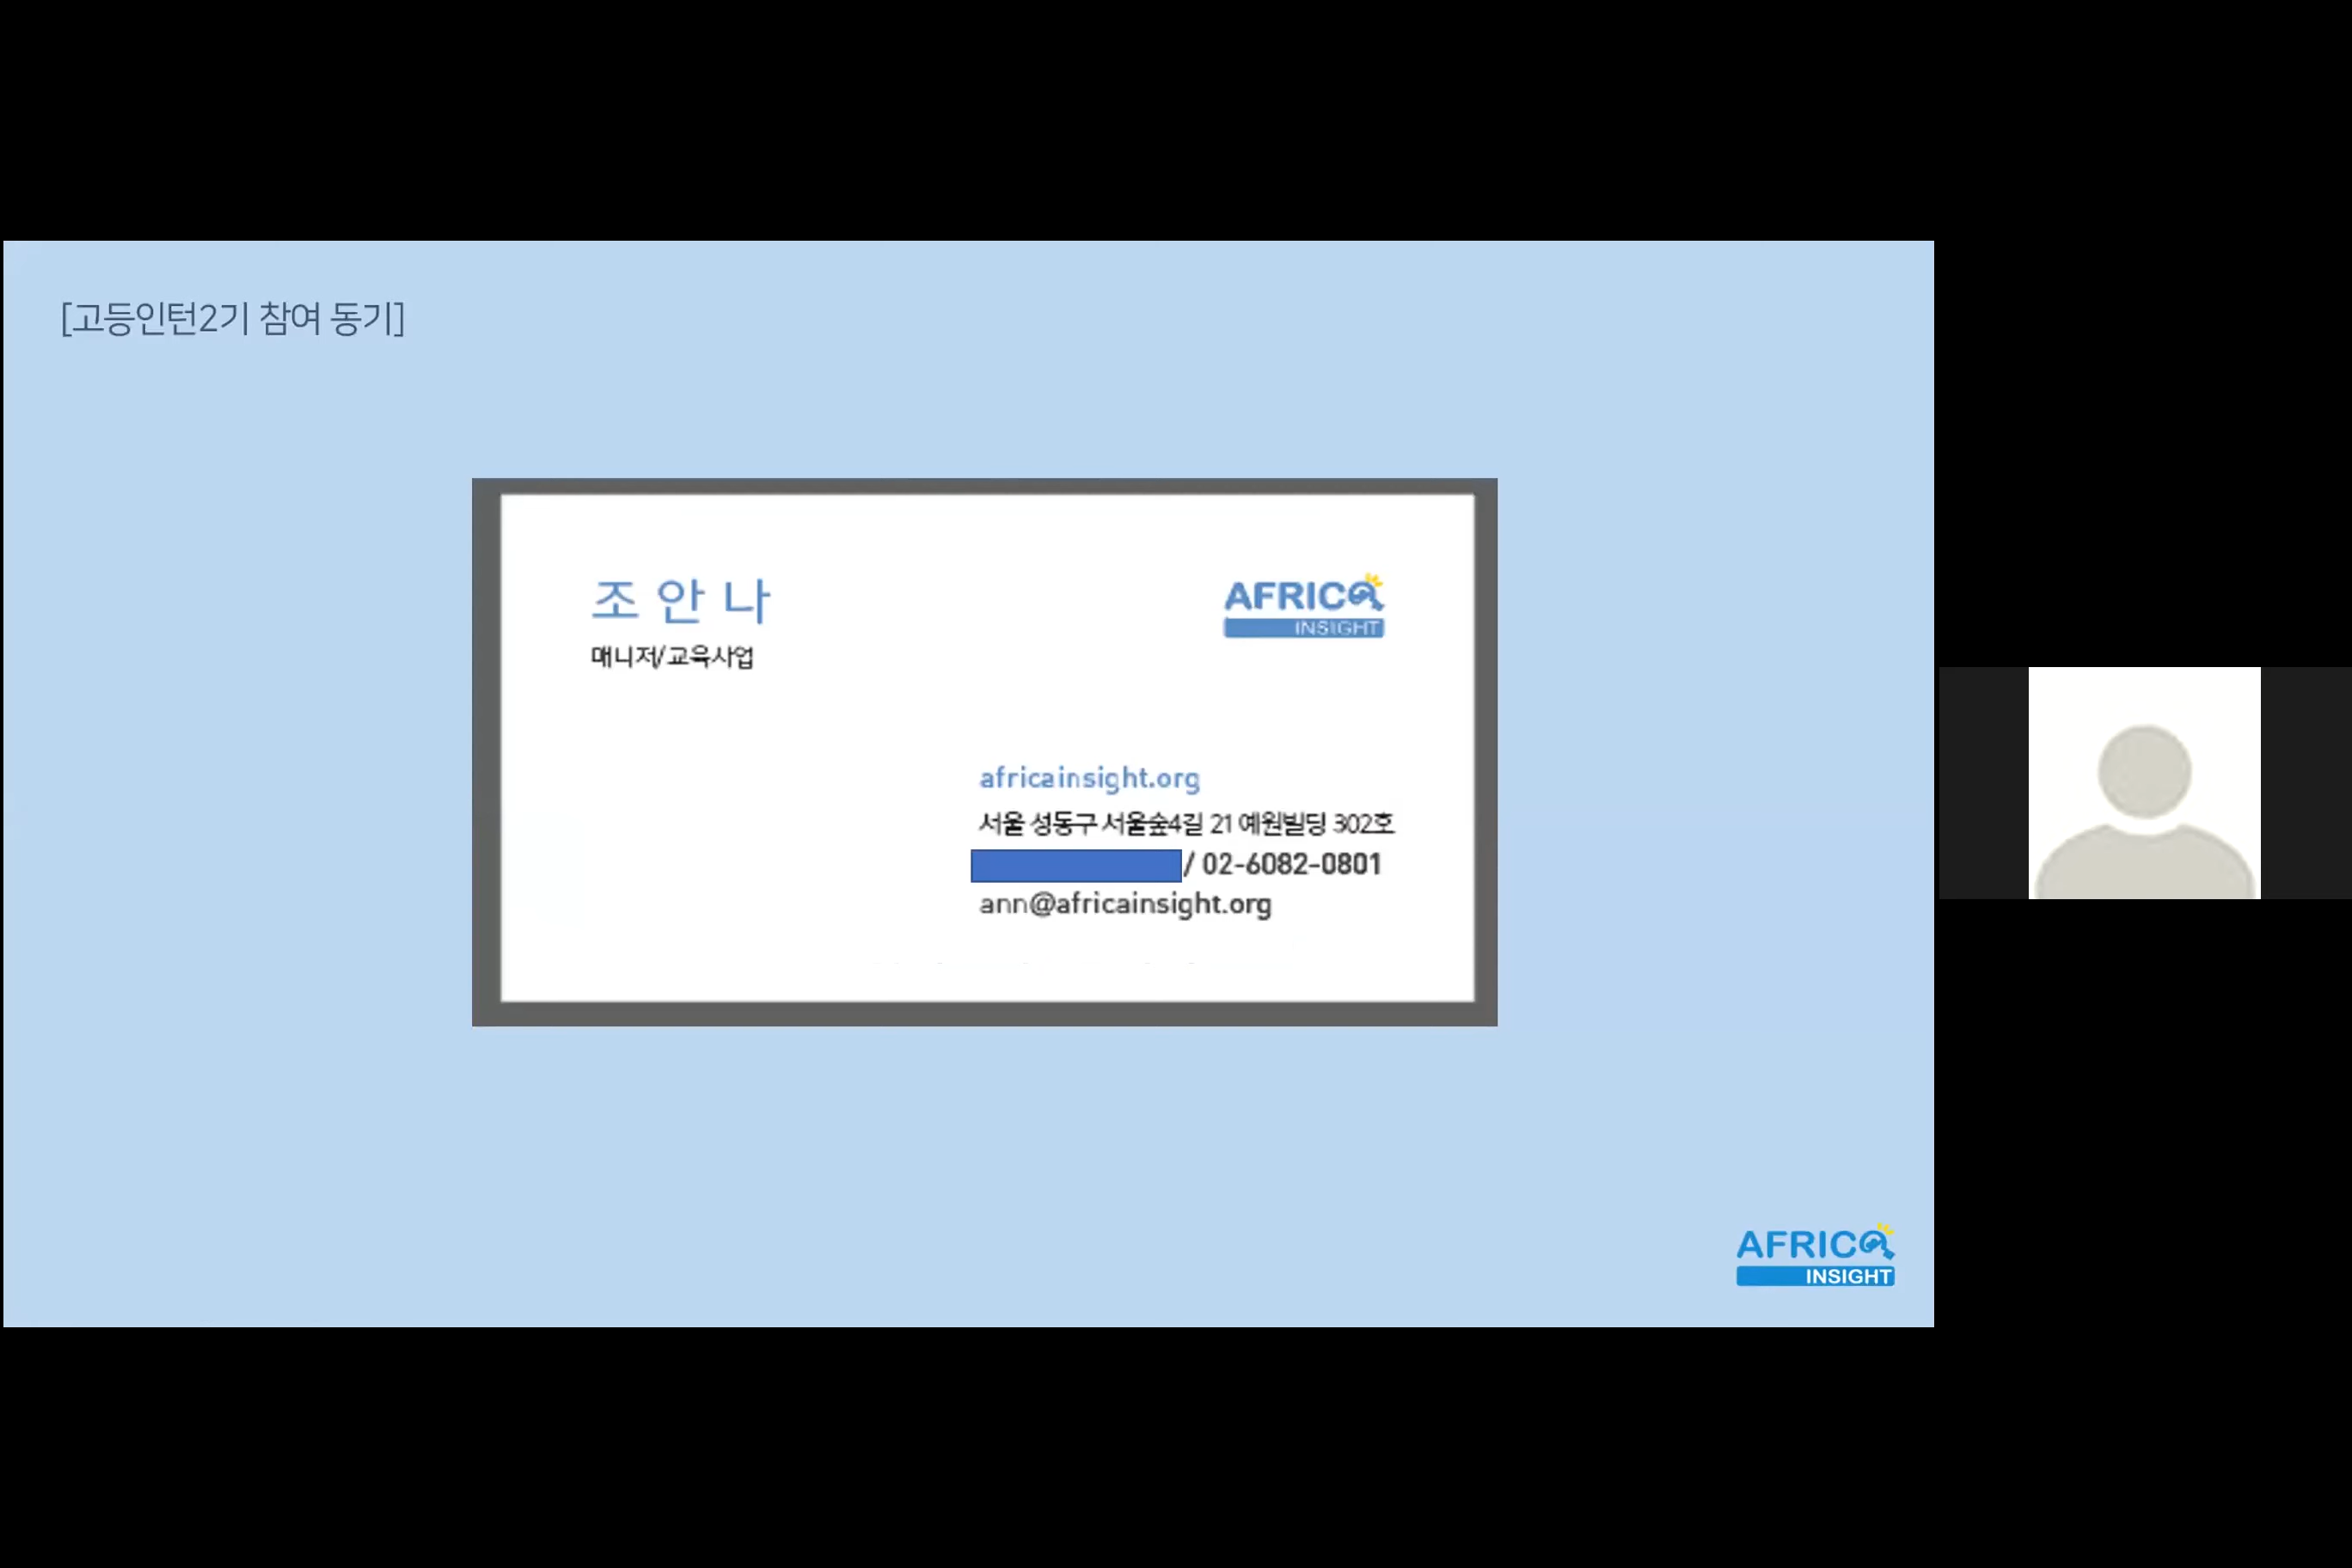 [고등인턴2기 참여 동기]
조 안 나
매니저/교육사업
AFRICA
INSIGHT
africainsight.org
서울 성동구 서울숲4길 21 예원빌딩 302호
/ 02-6082-0801
ann@africainsight.org
AFRICA
INSIGHT